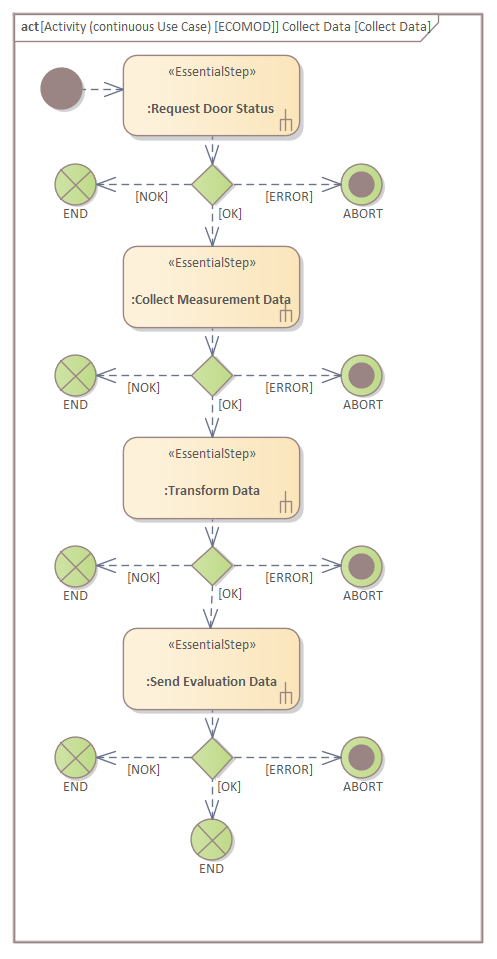 act [Activity (continuous Use Case) [ECOMOD]] Collect Data [Collect Data]
«EssentialStep»
:Request Door Status
[NOK]
[ERROR]
END
[OK]
ABORT
«EssentialStep»
:Collect Measurement Data
[NOK]
[ERROR]
END
[OK]
ABORT
«EssentialStep»
:Transform Data
[NOK]
[ERROR]
END
[OK]
ABORT
«EssentialStep»
:Send Evaluation Data
[NOK]
[ERROR]
END
[OK]
ABORT
END